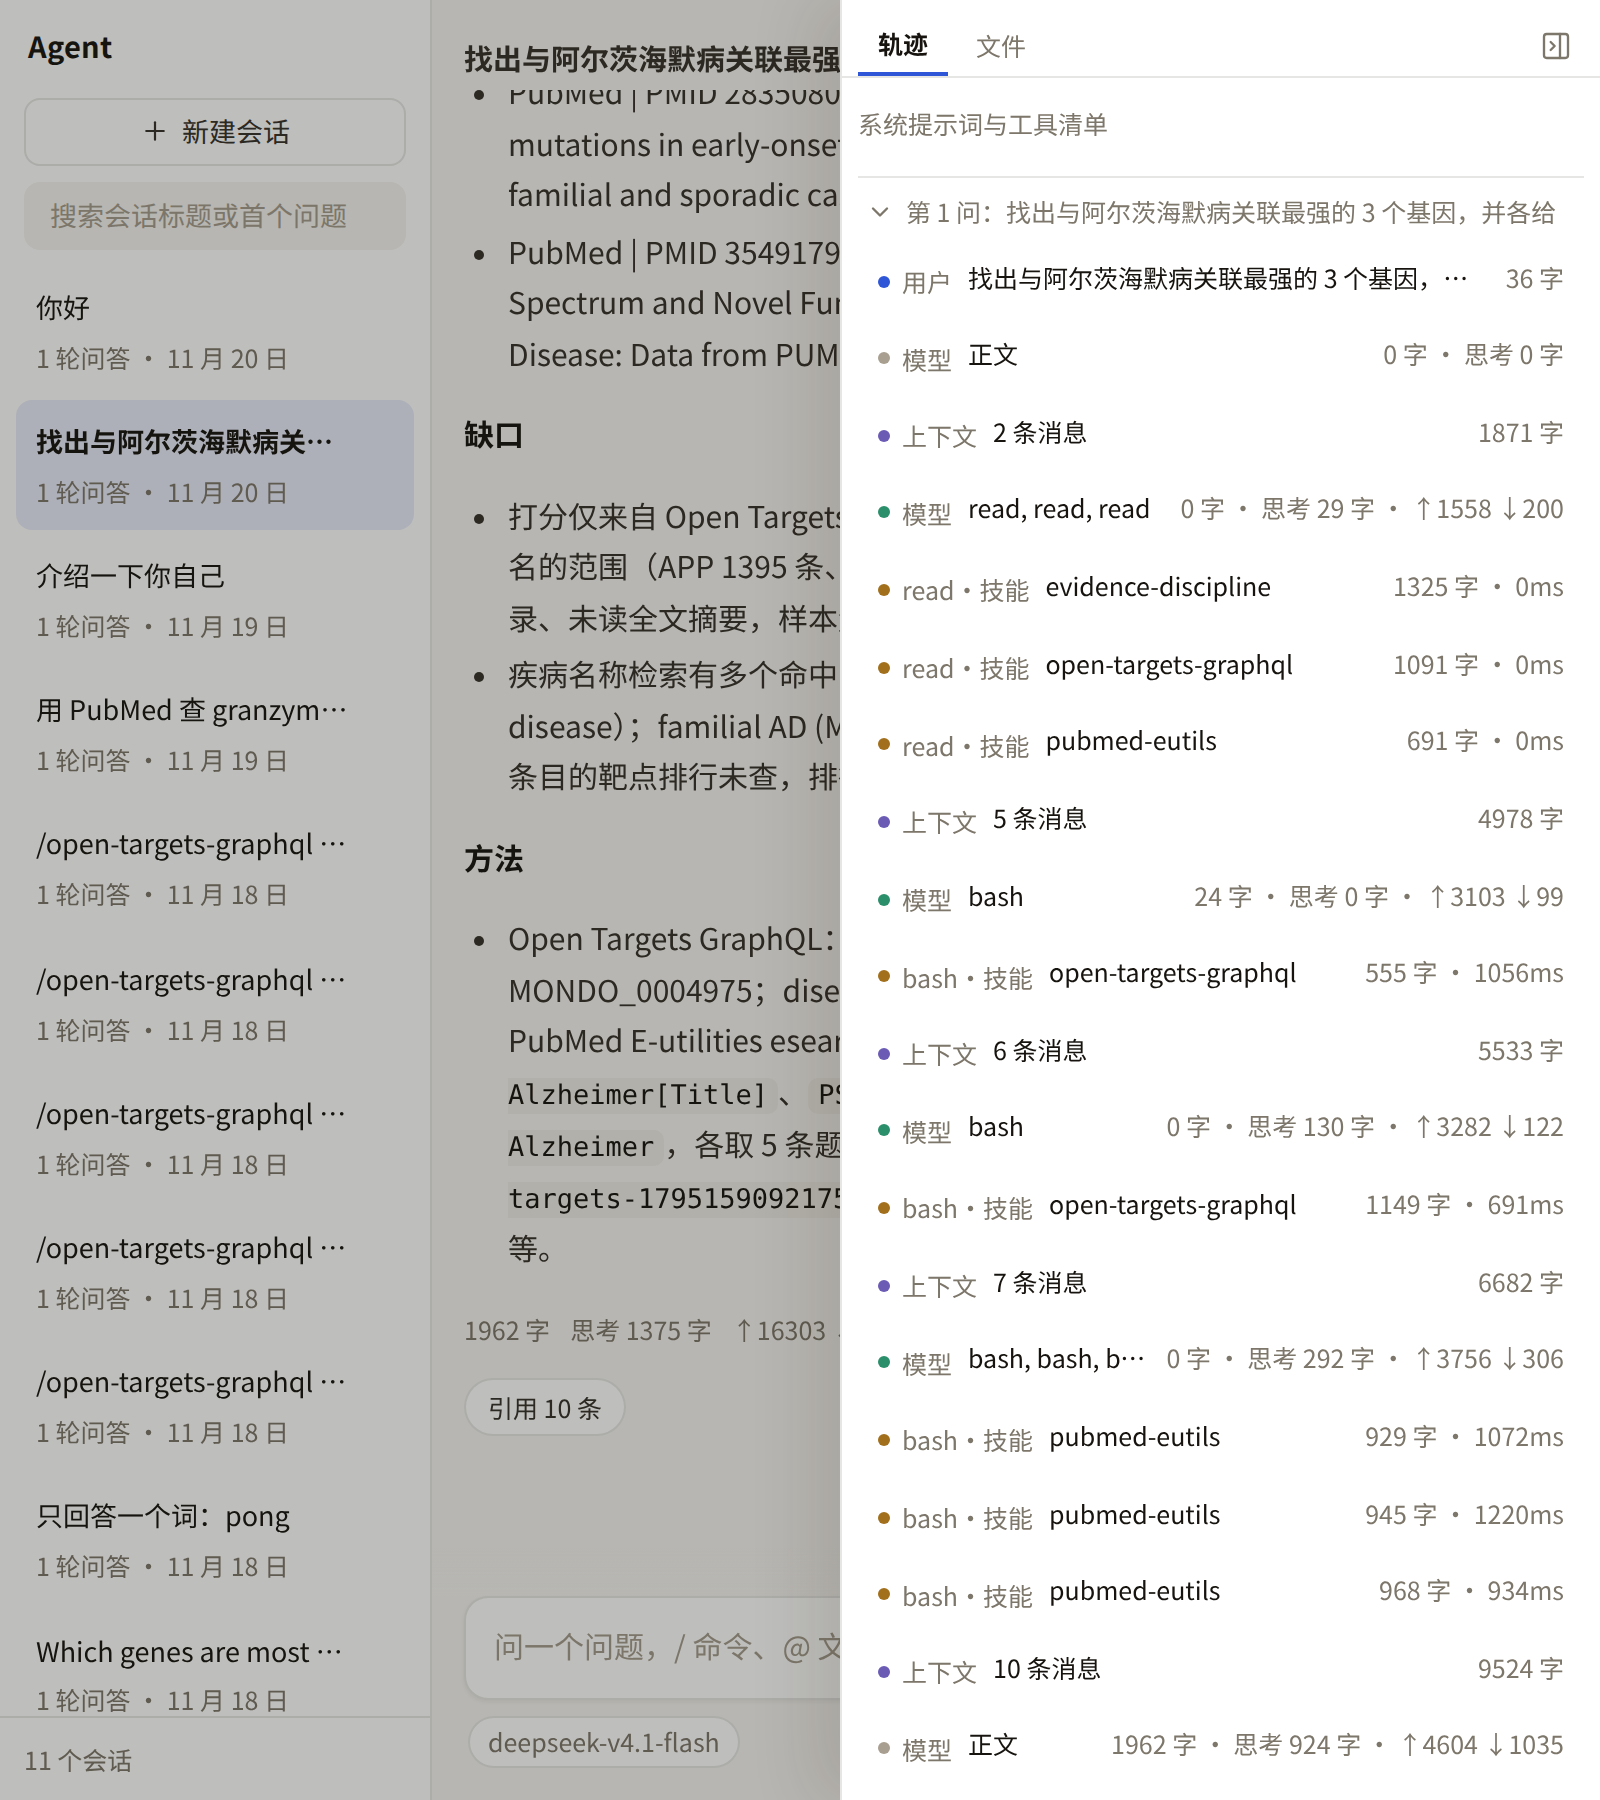 Agent
＋ 新建会话
搜索会话标题或首个问题
你好
1 轮问答 · 11 月 20 日
找出与阿尔茨海默病关…
1 轮问答 · 11 月 20 日
介绍一下你自己
1 轮问答 · 11 月 19 日
用 PubMed 查 granzym…
1 轮问答 · 11 月 19 日
/open-targets-graphql …
1 轮问答 · 11 月 18 日
/open-targets-graphql …
1 轮问答 · 11 月 18 日
/open-targets-graphql …
1 轮问答 · 11 月 18 日
/open-targets-graphql …
1 轮问答 · 11 月 18 日
/open-targets-graphql …
1 轮问答 · 11 月 18 日
只回答一个词：pong
1 轮问答 · 11 月 18 日
Which genes are most …
1 轮问答 · 11 月 18 日
11 个会话
找出与阿尔茨海默病关联最强
PubMed | PMID 2835080
mutations in early-onse
familial and sporadic ca
PubMed | PMID 3549179
Spectrum and Novel Fu
Disease: Data from PUM
缺口
打分仅来自 Open Targets
名的范围（APP 1395 条、
录、未读全文摘要，样本
疾病名称检索有多个命中
disease）；familial AD (M
条目的靶点排行未查，排
方法
Open Targets GraphQL：
MONDO_0004975；dise
PubMed E-utilities esear
Alzheimer[Title] 、 PS
Alzheimer ，各取 5 条题
targets-1795159092175
等。
1962 字 思考 1375 字 ↑16303
引用 10 条
问一个问题，/ 命令、@ 文
deepseek-v4.1-flash
轨迹 文件
系统提示词与工具清单
第 1 问：找出与阿尔茨海默病关联最强的 3 个基因，并各给
用户 找出与阿尔茨海默病关联最强的 3 个基因，… 36 字
模型 正文 0 字 · 思考 0 字
上下文 2 条消息 1871 字
模型 read, read, read 0 字 · 思考 29 字 · ↑1558 ↓200
read · 技能 evidence-discipline 1325 字 · 0ms
read · 技能 open-targets-graphql 1091 字 · 0ms
read · 技能 pubmed-eutils 691 字 · 0ms
上下文 5 条消息 4978 字
模型 bash 24 字 · 思考 0 字 · ↑3103 ↓99
bash · 技能 open-targets-graphql 555 字 · 1056ms
上下文 6 条消息 5533 字
模型 bash 0 字 · 思考 130 字 · ↑3282 ↓122
bash · 技能 open-targets-graphql 1149 字 · 691ms
上下文 7 条消息 6682 字
模型 bash, bash, b… 0 字 · 思考 292 字 · ↑3756 ↓306
bash · 技能 pubmed-eutils 929 字 · 1072ms
bash · 技能 pubmed-eutils 945 字 · 1220ms
bash · 技能 pubmed-eutils 968 字 · 934ms
上下文 10 条消息 9524 字
模型 正文 1962 字 · 思考 924 字 · ↑4604 ↓1035